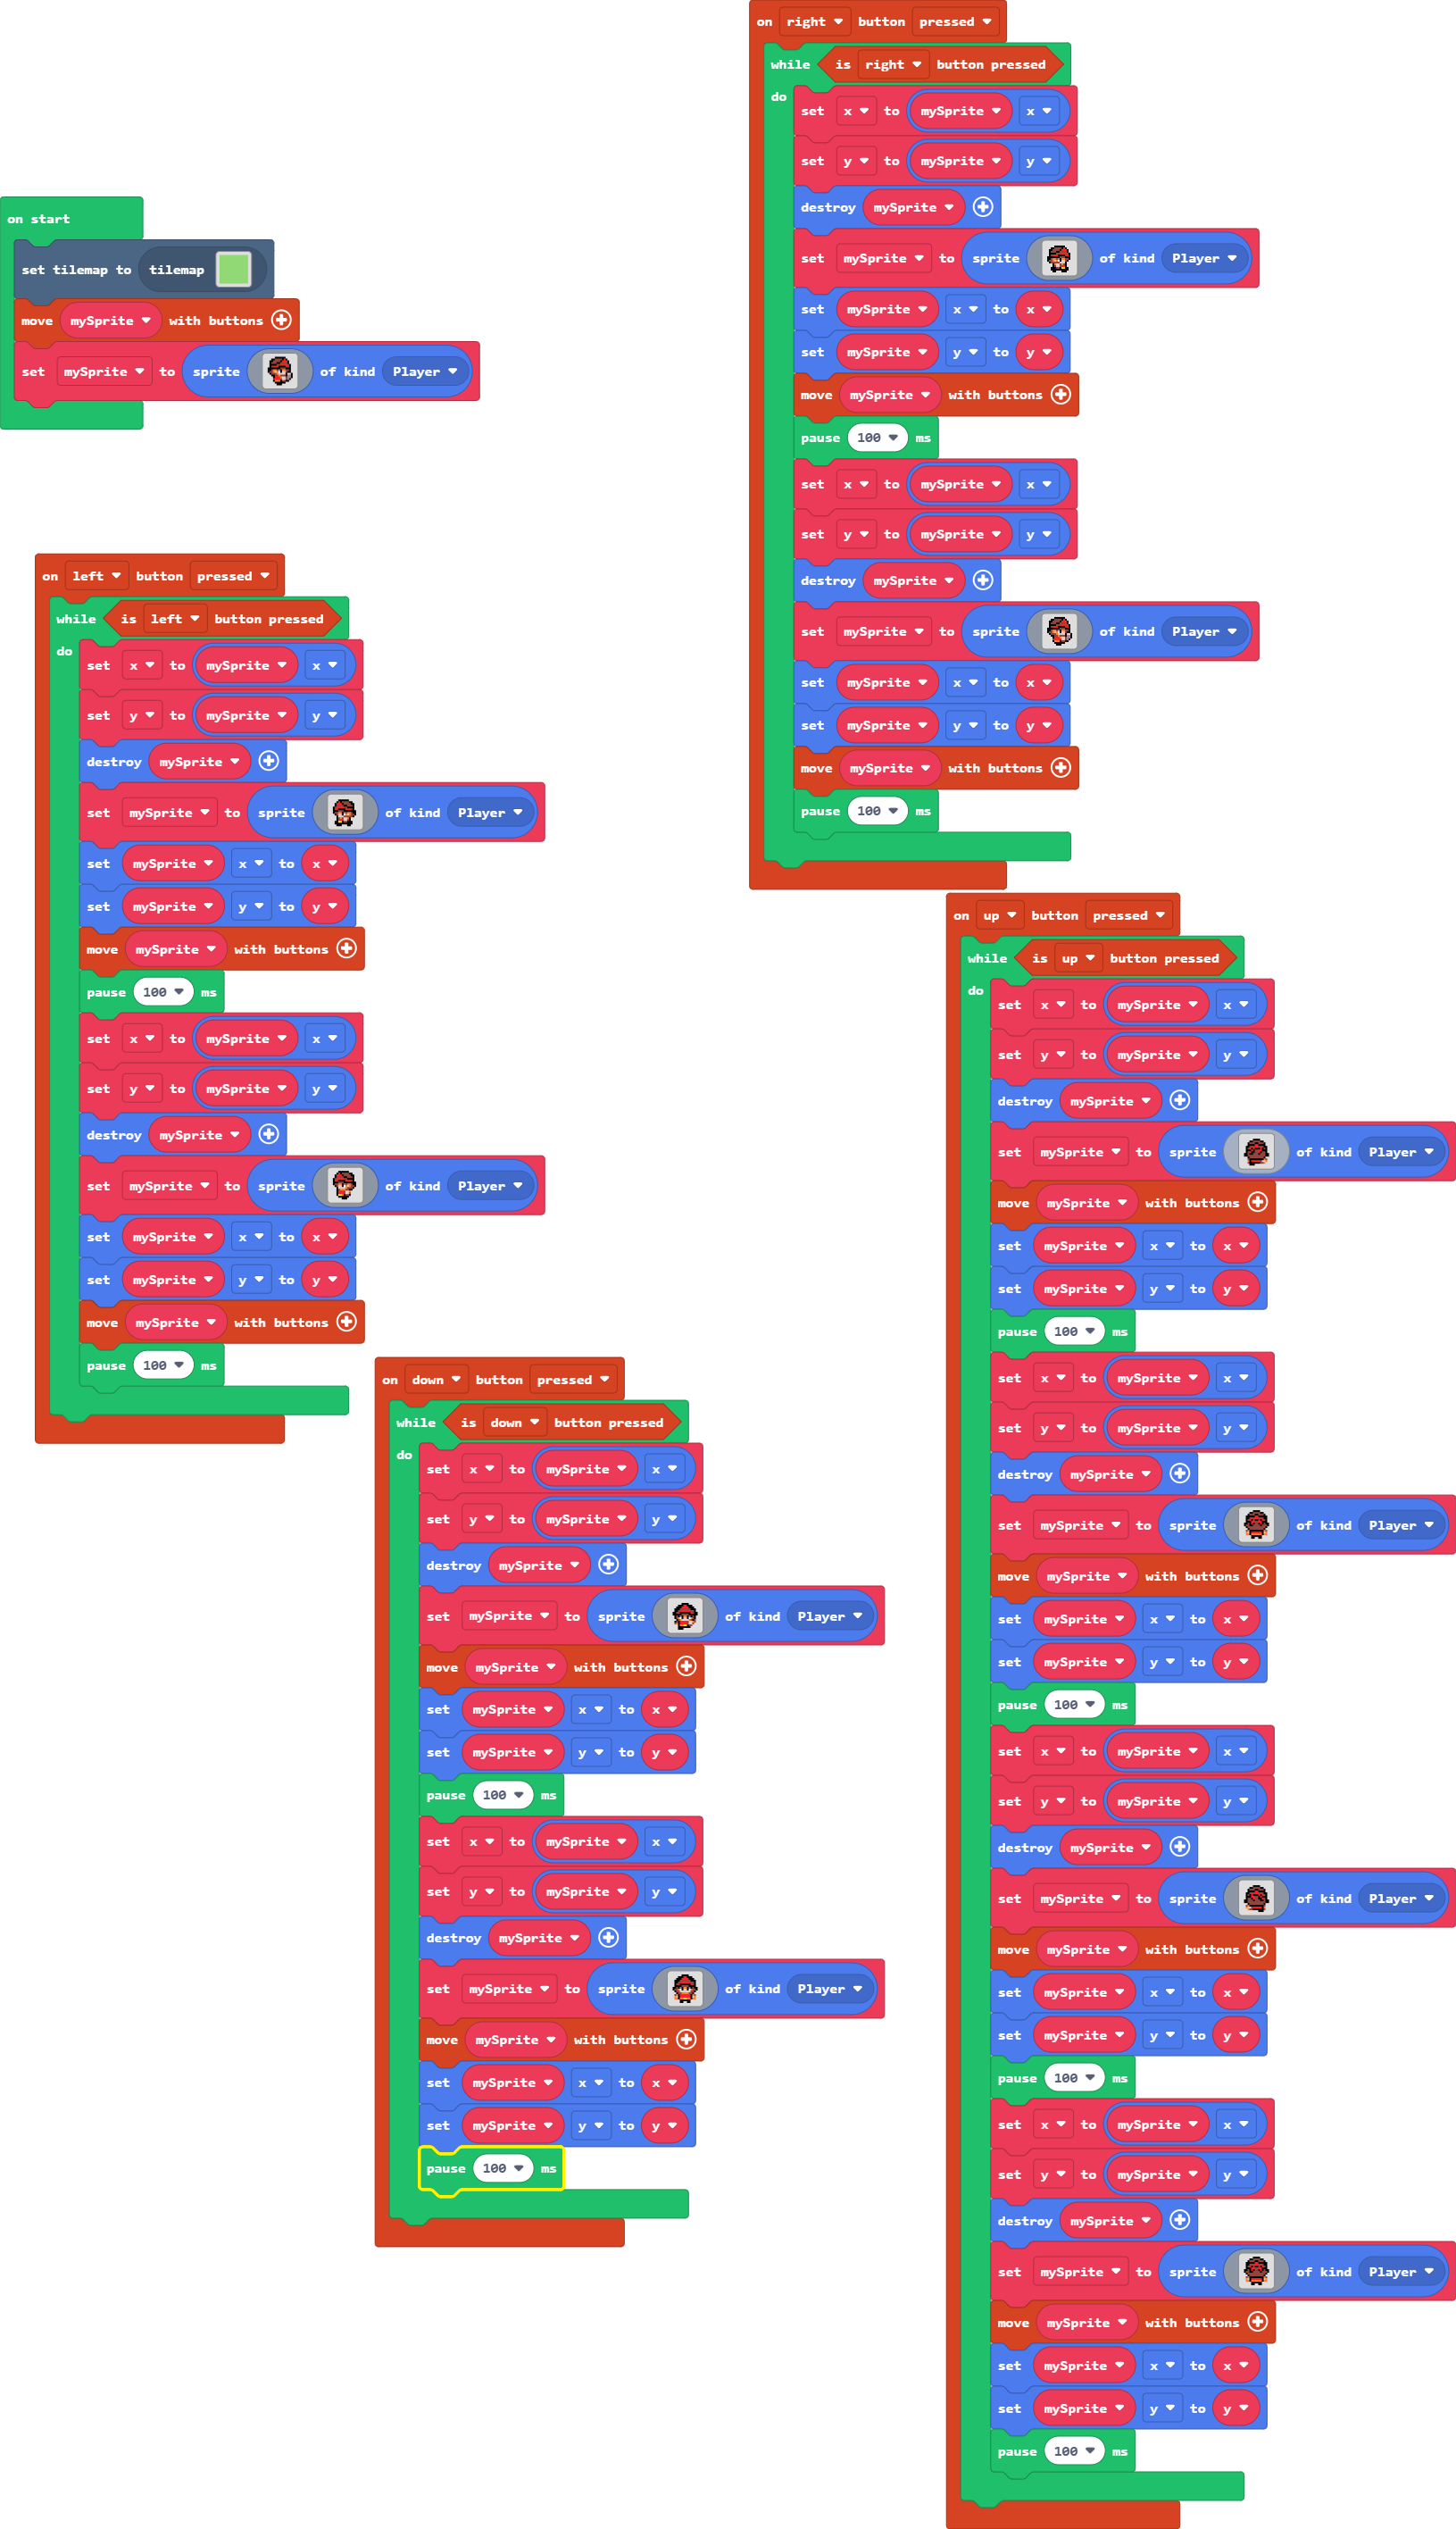 on start
set tilemap to tilemap
move mySprite with buttons
set mySprite to sprite of kind Player
on left button pressed
while is left button pressed
do
set x to mySprite x
set y to mySprite y
destroy mySprite
set mySprite to sprite of kind Player
set mySprite x to x
set mySprite y to y
move mySprite with buttons
pause 100 ms
set x to mySprite x
set y to mySprite y
destroy mySprite
set mySprite to sprite of kind Player
set mySprite x to x
set mySprite y to y
move mySprite with buttons
pause 100 ms
on down button pressed
while is down button pressed
do
set x to mySprite x
set y to mySprite y
destroy mySprite
set mySprite to sprite of kind Player
move mySprite with buttons
set mySprite x to x
set mySprite y to y
pause 100 ms
set x to mySprite x
set y to mySprite y
destroy mySprite
set mySprite to sprite of kind Player
move mySprite with buttons
set mySprite x to x
set mySprite y to y
pause 100 ms
on right button pressed
while is right button pressed
do
set x to mySprite x
set y to mySprite y
destroy mySprite
set mySprite to sprite of kind Player
set mySprite x to x
set mySprite y to y
move mySprite with buttons
pause 100 ms
set x to mySprite x
set y to mySprite y
destroy mySprite
set mySprite to sprite of kind Player
set mySprite x to x
set mySprite y to y
move mySprite with buttons
pause 100 ms
on up button pressed
while is up button pressed
do
set x to mySprite x
set y to mySprite y
destroy mySprite
set mySprite to sprite of kind Player
move mySprite with buttons
set mySprite x to x
set mySprite y to y
pause 100 ms
set x to mySprite x
set y to mySprite y
destroy mySprite
set mySprite to sprite of kind Player
move mySprite with buttons
set mySprite x to x
set mySprite y to y
pause 100 ms
set x to mySprite x
set y to mySprite y
destroy mySprite
set mySprite to sprite of kind Player
move mySprite with buttons
set mySprite x to x
set mySprite y to y
pause 100 ms
set x to mySprite x
set y to mySprite y
destroy mySprite
set mySprite to sprite of kind Player
move mySprite with buttons
set mySprite x to x
set mySprite y to y
pause 100 ms